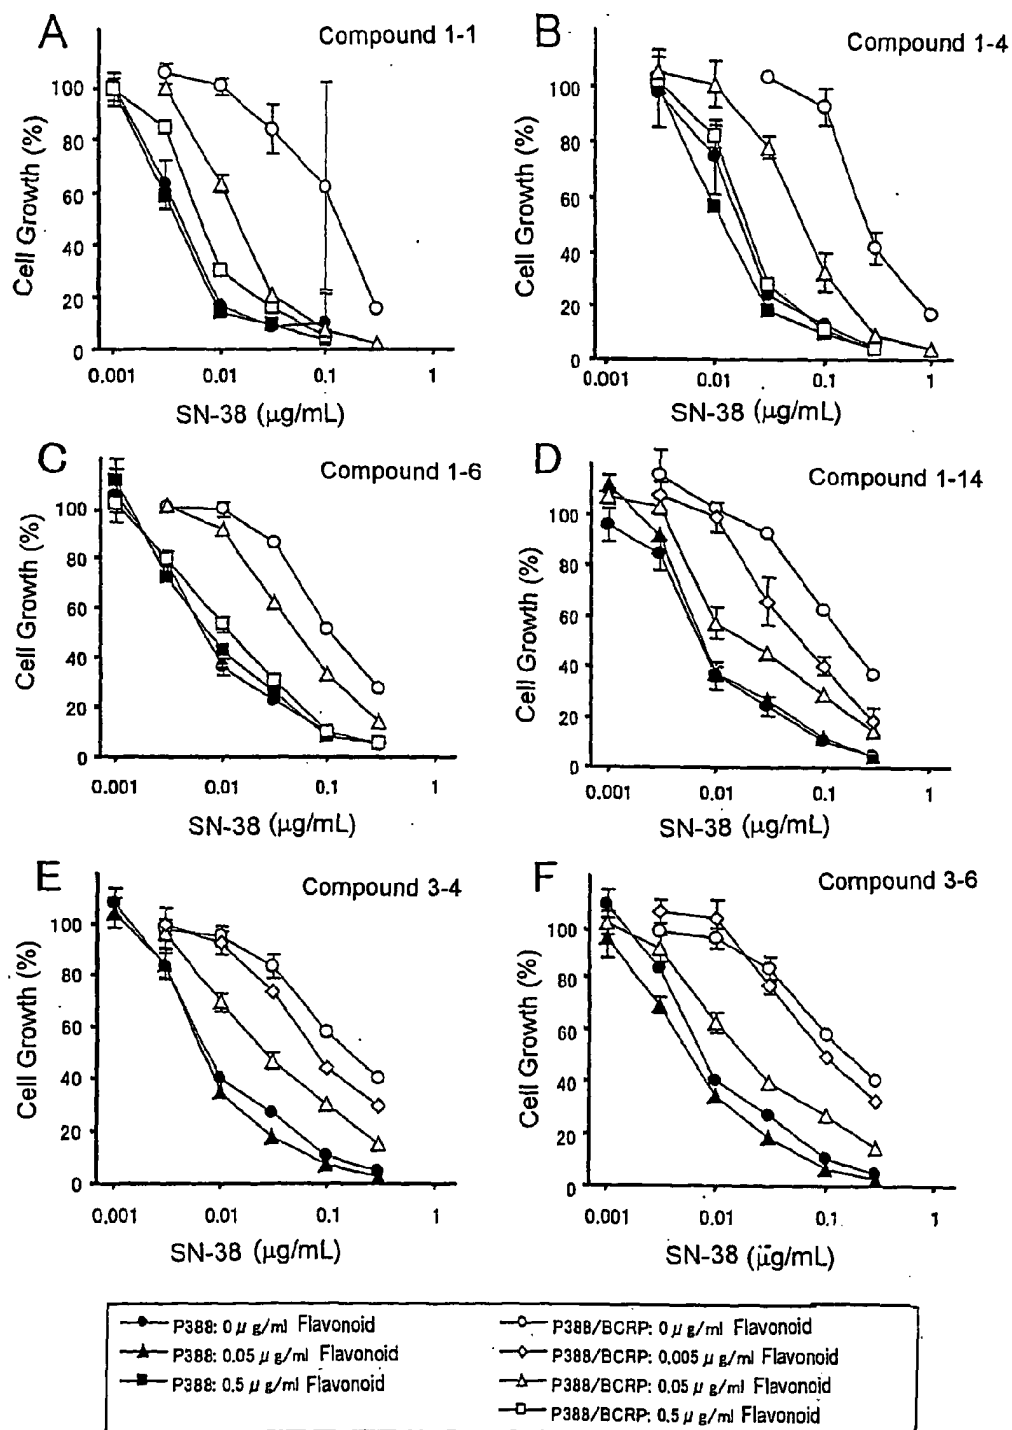 A
Compound 1-1
Cell Growth (%)
100
80
60
40
20
0
0.001 0.01 0.1 1
SN-38 (μg/mL)
B
Compound 1-4
Cell Growth (%)
100
80
60
40
20
0
0.001 0.01 0.1 1
SN-38 (μg/mL)
C
Compound 1-6
Cell Growth (%)
100
80
60
40
20
0
0.001 0.01 0.1 1
SN-38 (μg/mL)
D
Compound 1-14
Cell Growth (%)
100
80
60
40
20
0
0.001 0.01 0.1 1
SN-38 (μg/mL)
E
Compound 3-4
Cell Growth (%)
100
80
60
40
20
0
0.001 0.01 0.1 1
SN-38 (μg/mL)
F
Compound 3-6
Cell Growth (%)
100
80
60
40
20
0
0.001 0.01 0.1 1
SN-38 (μg/mL)
P388: 0 μ g/ml Flavonoid
P388: 0.05 μ g/ml Flavonoid
P388: 0.5 μ g/ml Flavonoid
P388/BCRP: 0 μ g/ml Flavonoid
P388/BCRP: 0.005 μ g/ml Flavonoid
P388/BCRP: 0.05 μ g/ml Flavonoid
P388/BCRP: 0.5 μ g/ml Flavonoid